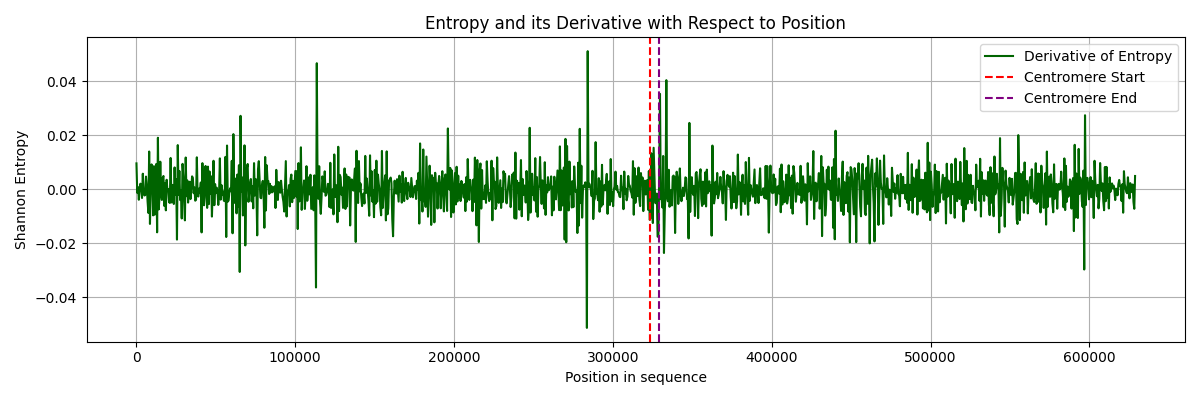 Entropy and its Derivative with Respect to Position
Derivative of Entropy
Centromere Start
Centromere End
Shannon Entropy
0.04
0.02
0.00
−0.02
−0.04
0 100000 200000 300000 400000 500000 600000
Position in sequence